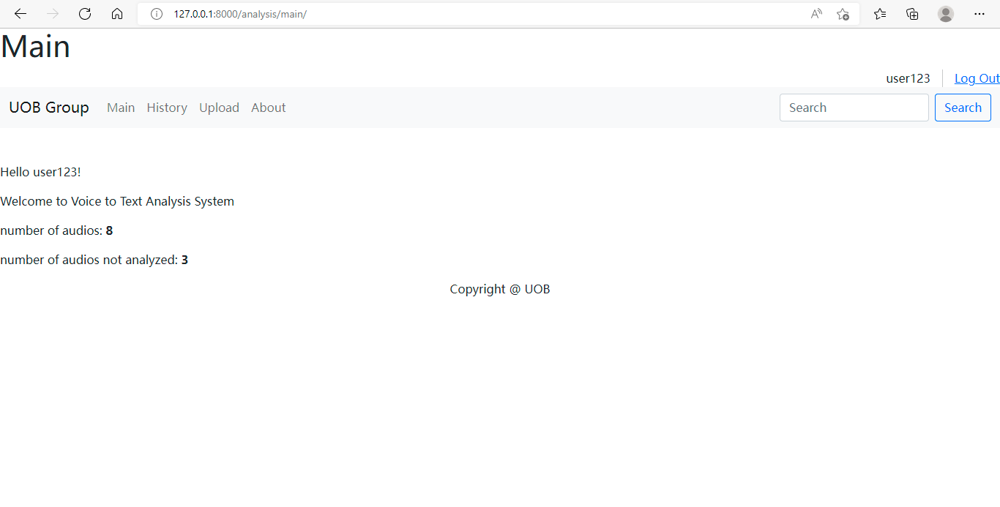 127.0.0.1:8000/analysis/main/
Main
user123 Log Out
UOB Group Main History Upload About Search Search
Hello user123!
Welcome to Voice to Text Analysis System
number of audios: 8
number of audios not analyzed: 3
Copyright @ UOB